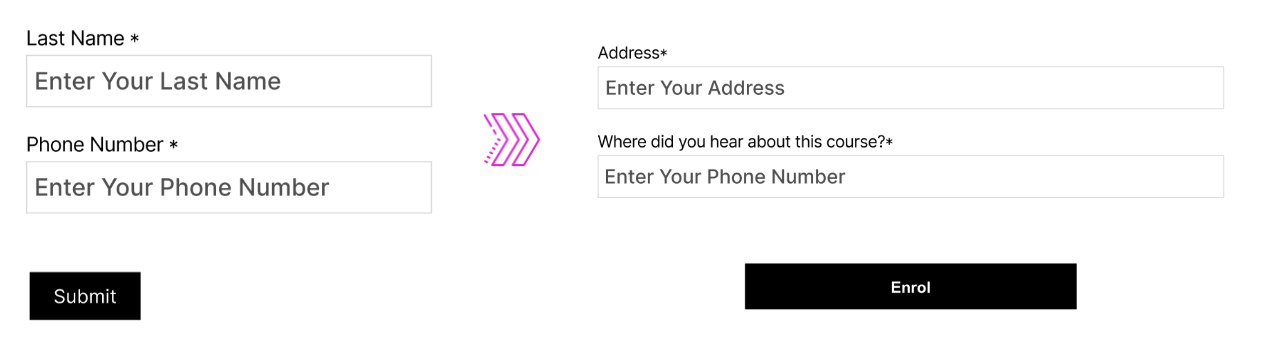 Last Name *
Enter Your Last Name
Phone Number *
Enter Your Phone Number
Submit
Address*
Enter Your Address
Where did you hear about this course?*
Enter Your Phone Number
Enrol